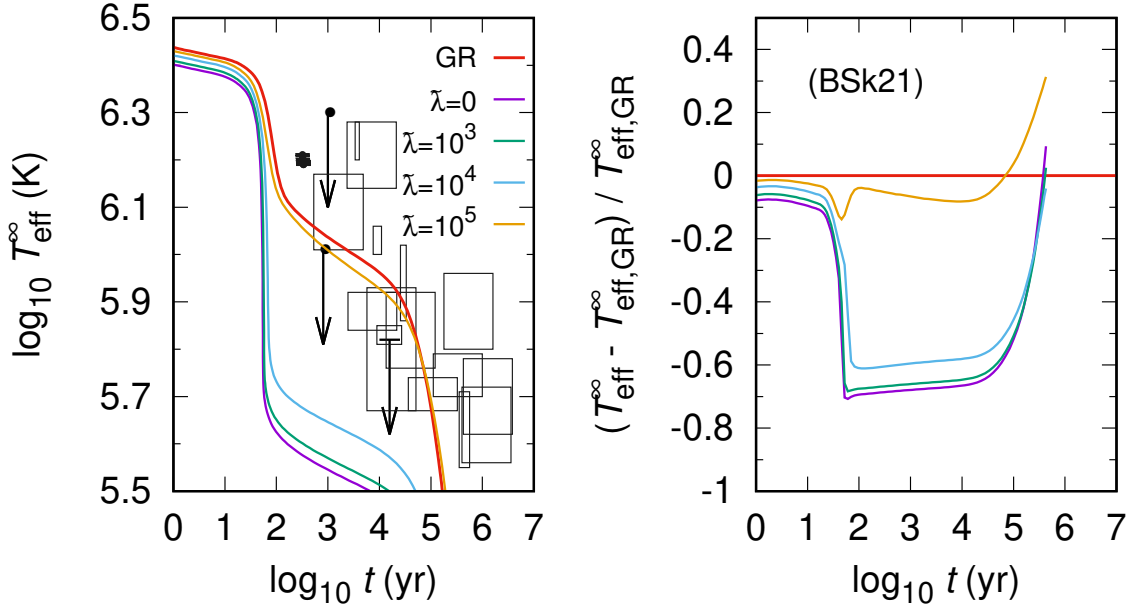 6.5
6.3
6.1
5.9
5.7
5.5
log10 T∞eff (K)
0 1 2 3 4 5 6 7
log10 t (yr)
GR
λ̃=0
λ̃=10³
λ̃=10⁴
λ̃=10⁵
(BSk21)
0.4
0.2
0
-0.2
-0.4
-0.6
-0.8
-1
(T∞eff - T∞eff,GR) / T∞eff,GR
0 1 2 3 4 5 6 7
log10 t (yr)